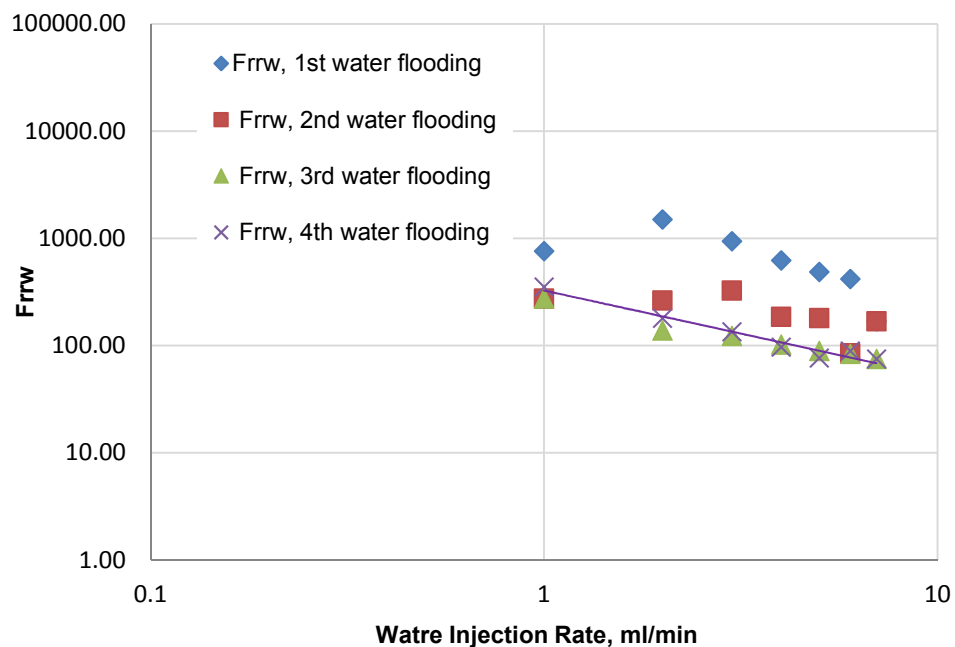 100000.00
Frrw, 1st water flooding
10000.00
Frrw, 2nd water flooding
Frrw, 3rd water flooding
1000.00
Frrw, 4th water flooding
Frrw
100.00
10.00
1.00
0.1
1
10
Watre Injection Rate, ml/min